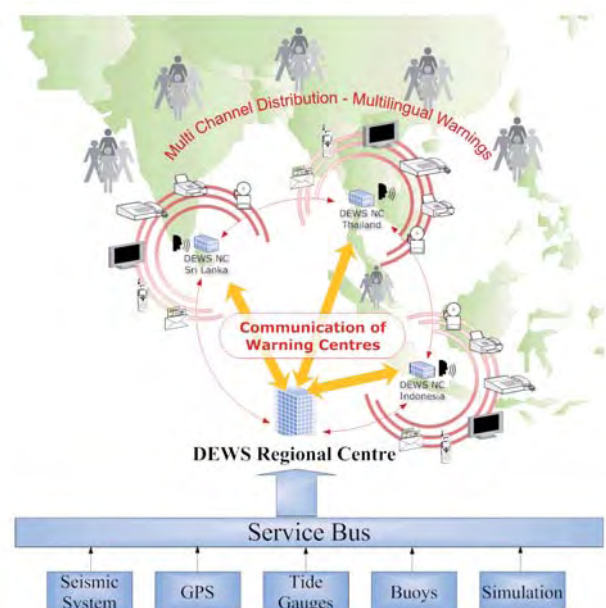 Multi Channel Distribution - Multilingual Warnings
DEWS NC
Thailand
DEWS NC
Sri Lanka
Communication of
Warning Centres
DEWS NC
Indonesia
DEWS Regional Centre
Service Bus
Seismic
System
GPS
Tide
Gauges
Buoys
Simulation